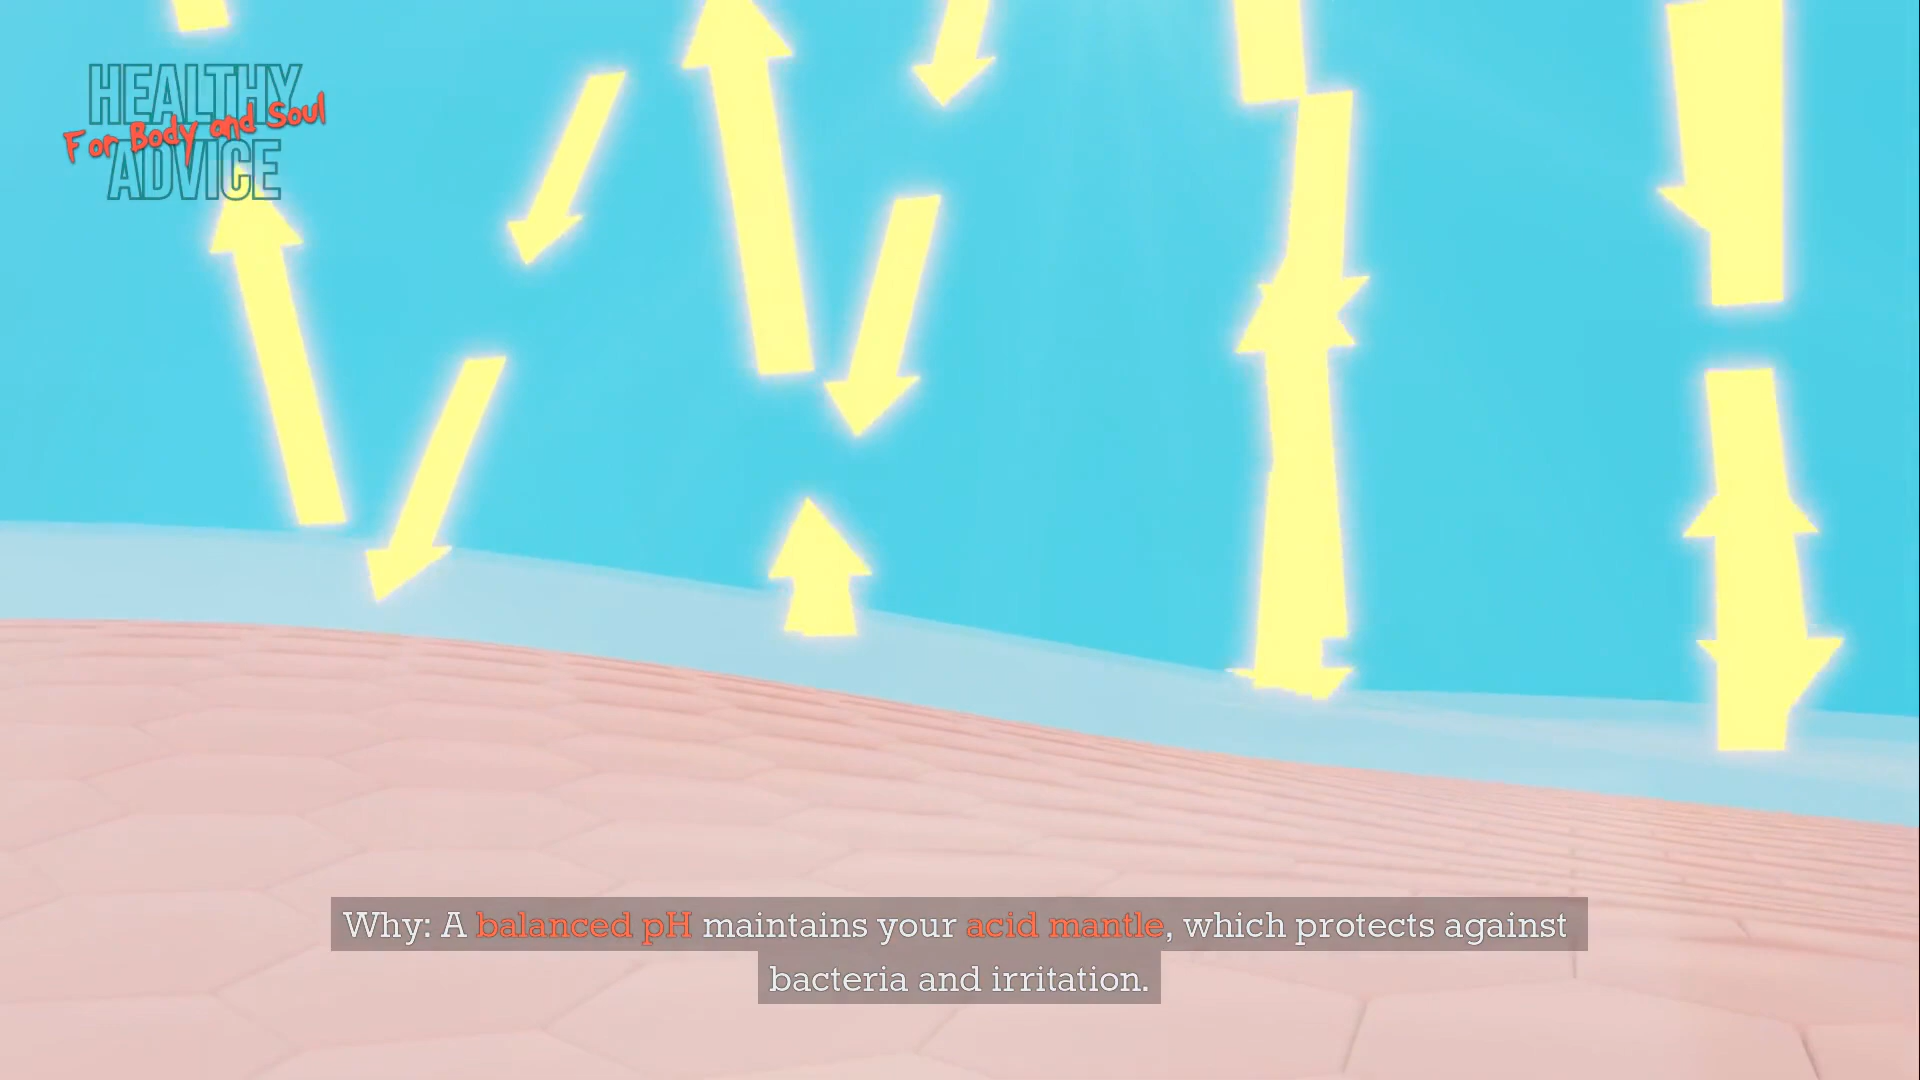 HEALTHY
For Body and Soul
ADVICE
Why: A balanced pH maintains your acid mantle, which protects against
bacteria and irritation.